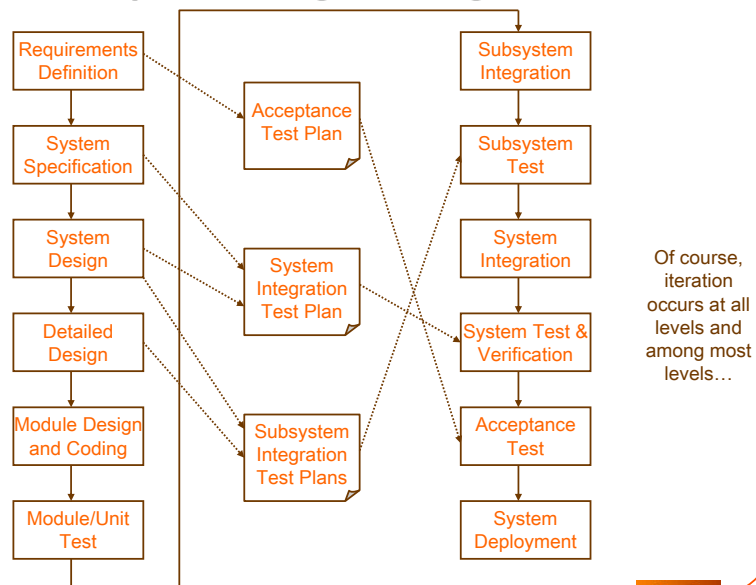 Requirements
Definition
System
Specification
System
Design
Detailed
Design
Module Design
and Coding
Module/Unit
Test
Acceptance
Test Plan
System
Integration
Test Plan
Subsystem
Integration
Test Plans
Subsystem
Integration
Subsystem
Test
System
Integration
System Test &
Verification
Acceptance
Test
System
Deployment
Of course,
iteration
occurs at all
levels and
among most
levels…